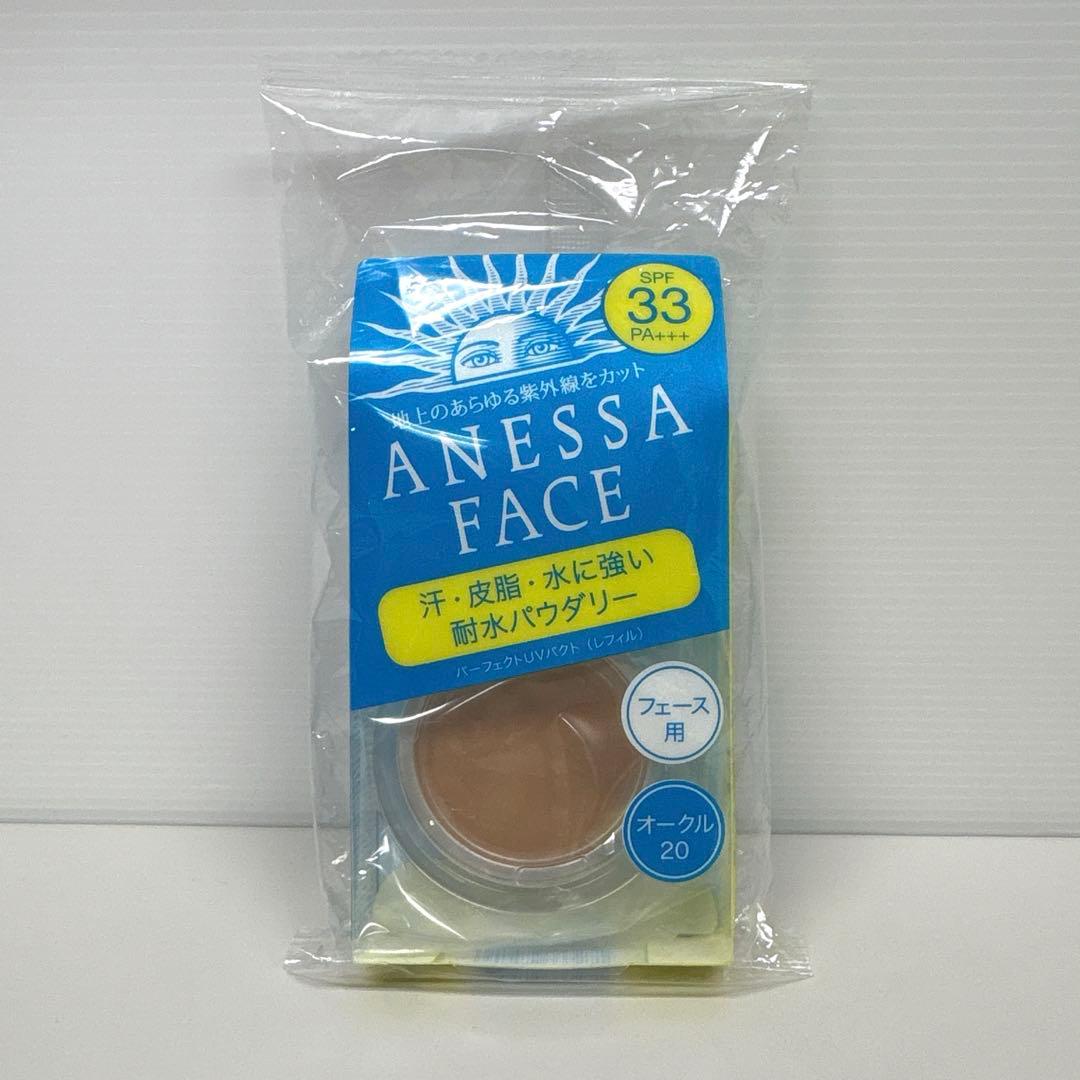 SPF
33
PA+++
地上のあらゆる紫外線をカット
ANESSA
FACE
汗・皮脂・水に強い
耐水パウダリー
パーフェクトUVパクト（レフィル）
フェース
用
オークル
20